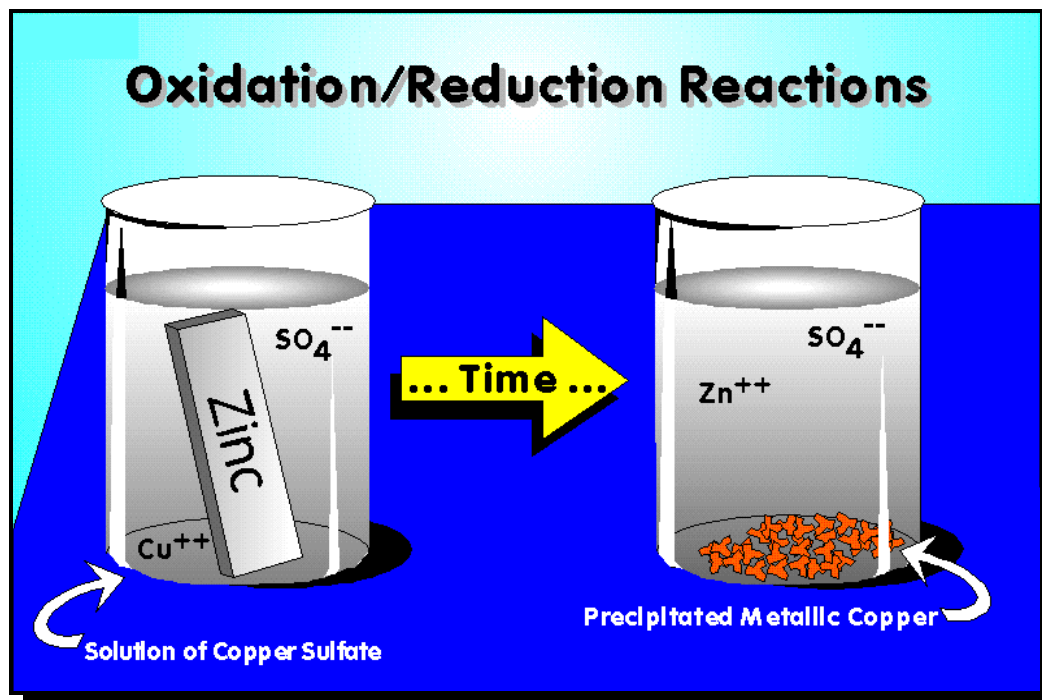 Oxidation/Reduction Reactions
SO₄⁻⁻
Zinc
Cu⁺⁺
Solution of Copper Sulfate
... Time ...
SO₄⁻⁻
Zn⁺⁺
Precipitated Metallic Copper